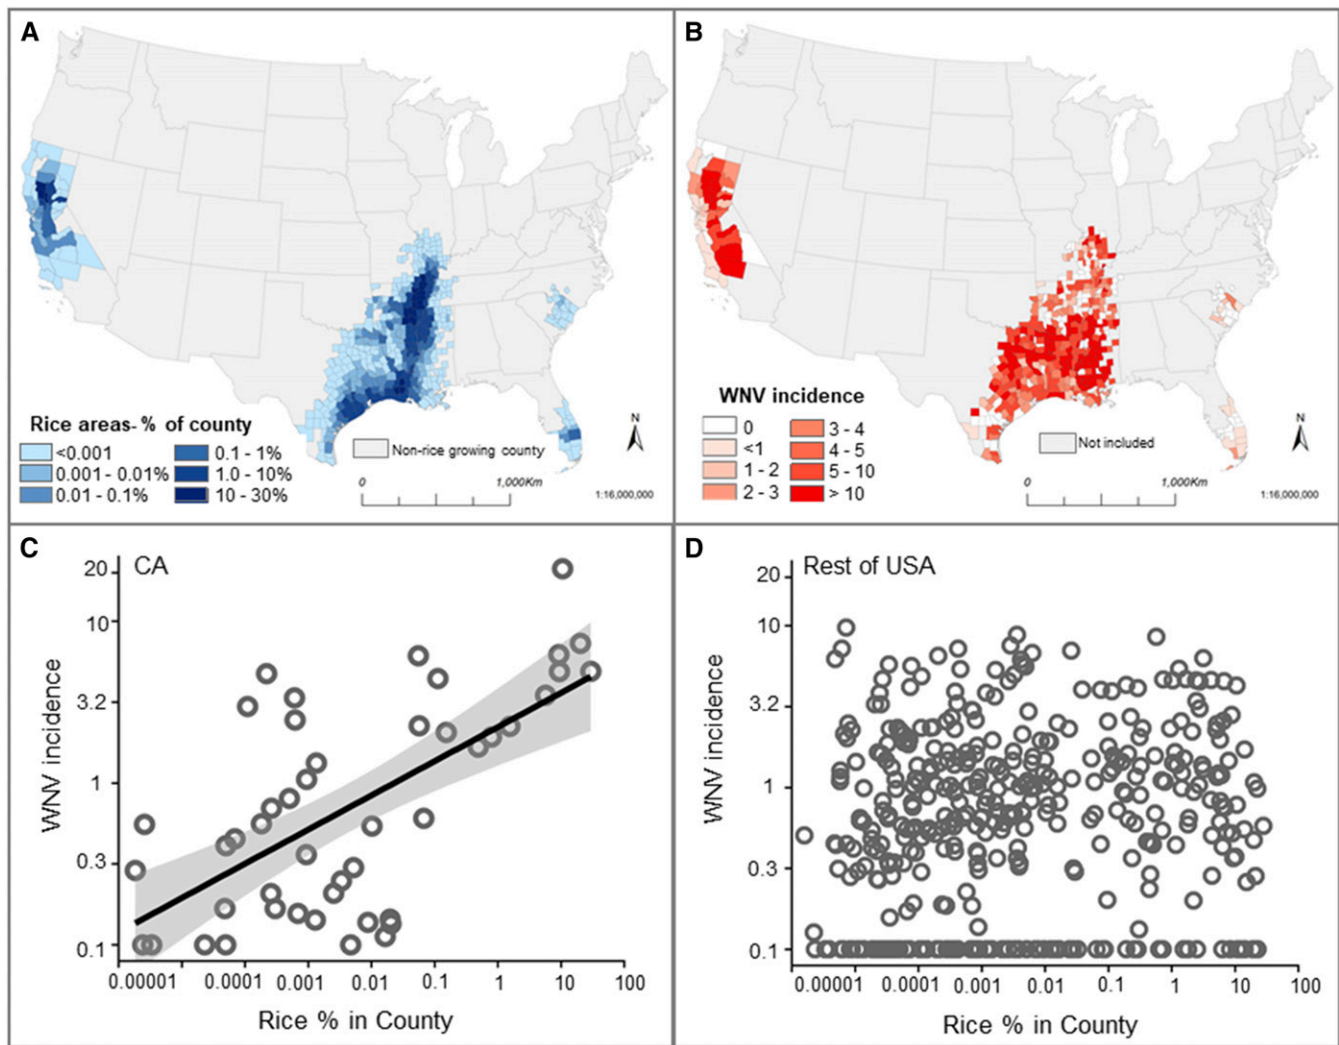 A
Rice areas- % of county
<0.001
0.001 - 0.01%
0.01 - 0.1%
0.1 - 1%
1.0 - 10%
10 - 30%
Non-rice growing county
0
1,000Km
N
1:16,000,000
B
WNV incidence
0
<1
1 - 2
2 - 3
3 - 4
4 - 5
5 - 10
> 10
Not included
0
1,000Km
N
1:16,000,000
C
CA
WNV incidence
20
10
3.2
1
0.3
0.1
0.00001
0.0001
0.001
0.01
0.1
1
10
100
Rice % in County
D
Rest of USA
WNV incidence
20
10
3.2
1
0.3
0.1
0.00001
0.0001
0.001
0.01
0.1
1
10
100
Rice % in County